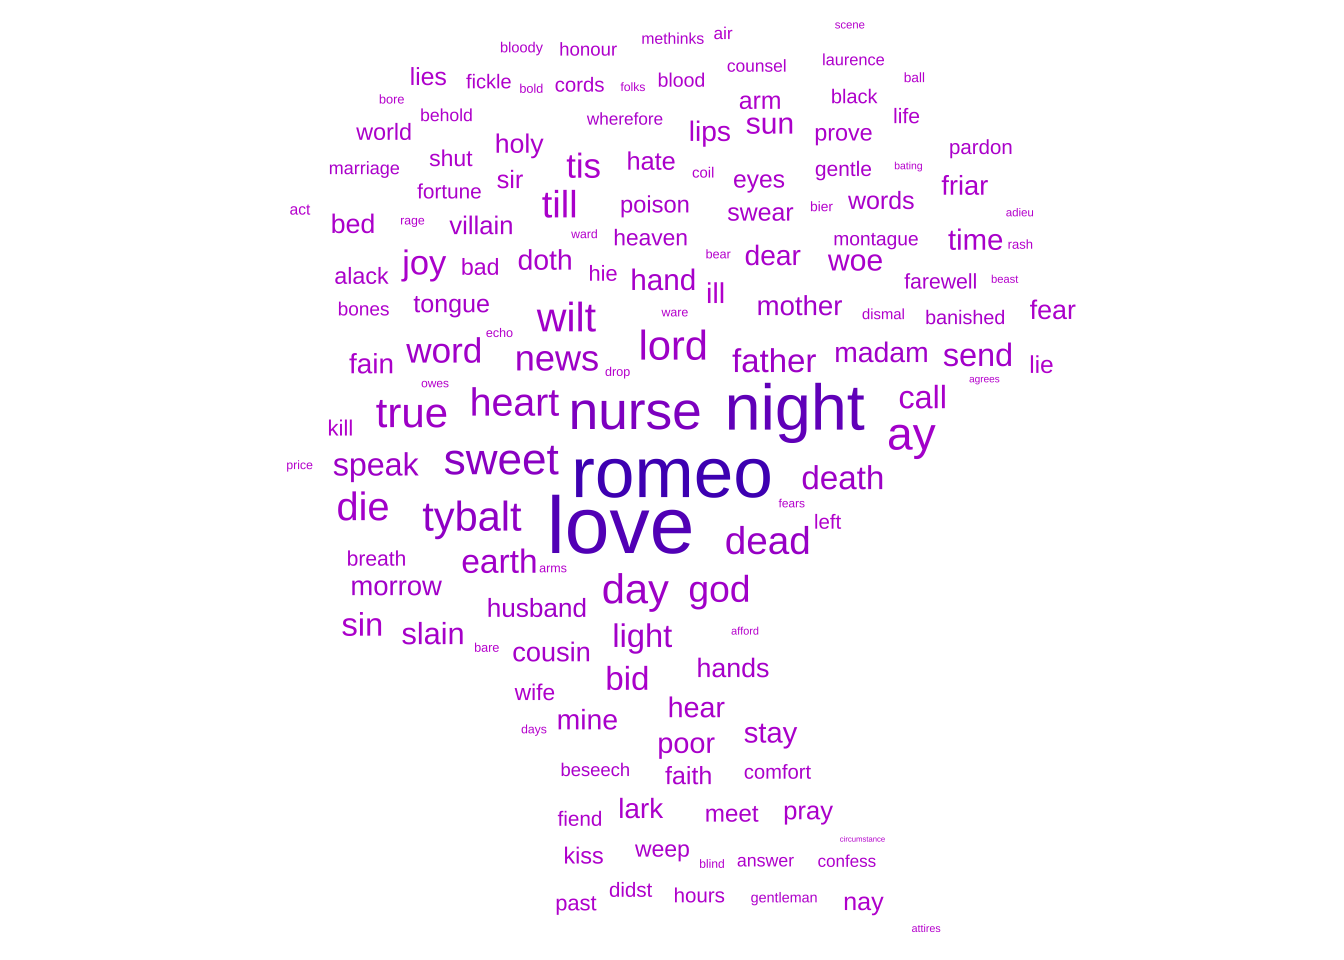 scene
bloody honour methinks air
counsel laurence
lies fickle bold cords folks blood ball
bore behold arm black
world wherefore lips sun prove life
holy pardon
marriage shut tis hate coil gentle bating
fortune sir eyes friar
act till poison swear bier words adieu
bed rage villain ward heaven montague time rash
joy bad doth hie bear dear woe
alack hand ill farewell beast
bones tongue wilt ware mother dismal banished fear
echo
fain word news drop lord father madam send lie
owes agrees
true heart nurse night call
kill ay
price speak sweet romeo death
die tybalt love fears left
dead
breath earth arms
morrow husband day god
sin slain light afford
bare cousin hands
wife bid
days mine hear
poor stay
beseech faith comfort
fiend lark meet pray
circumstance
kiss weep blind answer confess
past didst hours gentleman nay
attires